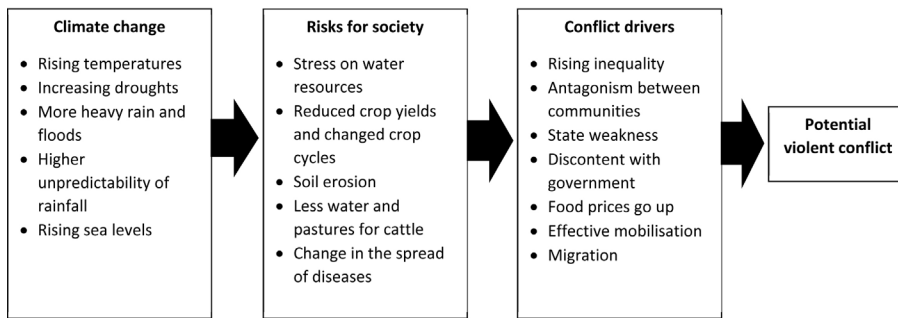 Climate change
• Rising temperatures
• Increasing droughts
• More heavy rain and
floods
• Higher
unpredictability of
rainfall
• Rising sea levels
Risks for society
• Stress on water
resources
• Reduced crop yields
and changed crop
cycles
• Soil erosion
• Less water and
pastures for cattle
• Change in the spread
of diseases
Conflict drivers
• Rising inequality
• Antagonism between
communities
• State weakness
• Discontent with
government
• Food prices go up
• Effective mobilisation
• Migration
Potential
violent conflict